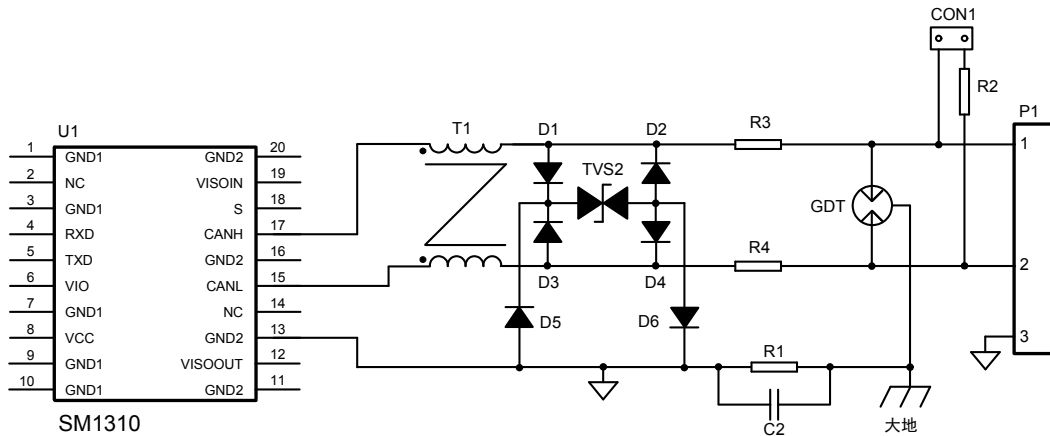 CON1
R2
P1
U1
T1
D1
D2
R3
1
GND1
GND2
20
1
2
NC
VISOIN
19
TVS2
3
GND1
S
18
GDT
4
RXD
CANH
17
5
TXD
GND2
16
R4
2
6
VIO
CANL
15
D3
D4
7
GND1
NC
14
D5
D6
8
VCC
GND2
13
3
9
GND1
VISOOUT
12
R1
10
GND1
GND2
11
C2
大地
SM1310